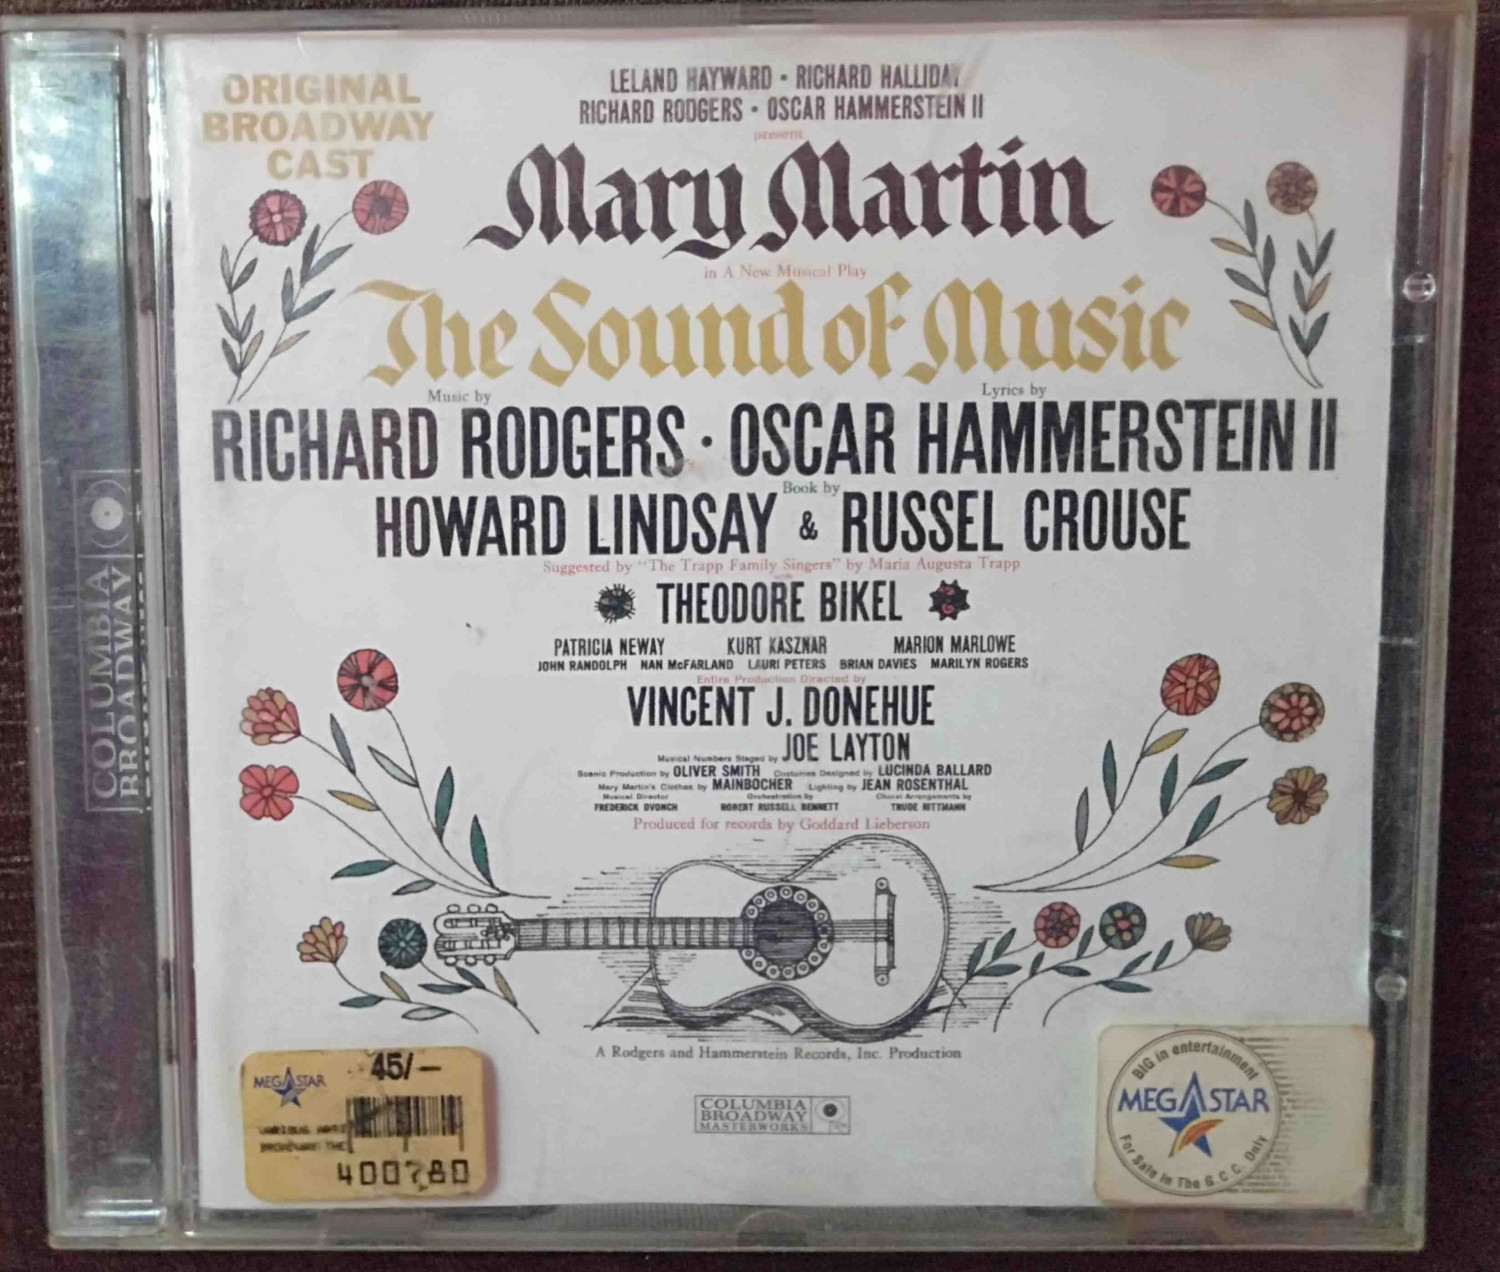 ORIGINAL
BROADWAY
CAST
LELAND HAYWARD • RICHARD HALLIDAY
RICHARD RODGERS • OSCAR HAMMERSTEIN II
present
Mary Martin
in A New Musical Play
The Sound of Music
Music by Lyrics by
RICHARD RODGERS • OSCAR HAMMERSTEIN II
Book by
HOWARD LINDSAY & RUSSEL CROUSE
Suggested by "The Trapp Family Singers" by Maria Augusta Trapp
with
THEODORE BIKEL
PATRICIA NEWAY KURT KASZNAR MARION MARLOWE
JOHN RANDOLPH NAN McFARLAND LAURI PETERS BRIAN DAVIES MARILYN ROGERS
Entire Production Directed by
VINCENT J. DONEHUE
Musical Numbers Staged by JOE LAYTON
Scenic Production by OLIVER SMITH Costumes Designed by LUCINDA BALLARD
Mary Martin's Clothes by MAINBOCHER Lighting by JEAN ROSENTHAL
Musical Director Orchestration by Choral Arrangements by
FREDERICK DVONCH ROBERT RUSSELL BENNETT TRUDE RITTMANN
Produced for records by Goddard Lieberson
A Rodgers and Hammerstein Records, Inc. Production
COLUMBIA
BROADWAY
MASTERWORKS
MEGASTAR
45/-
VARIOUS
BROADWAY THE
400780
BIG in entertainment
MEGASTAR
For Sale In The G C C. Only
COLUMBIA
BROADWAY